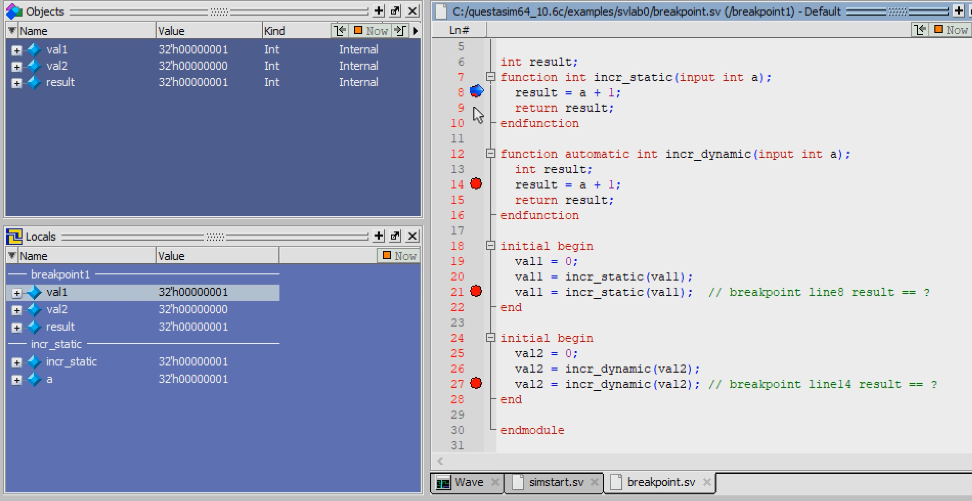 Objects
Name Value Kind Now
val1 32'h00000001 Int Internal
val2 32'h00000000 Int Internal
result 32'h00000001 Int Internal
Locals
Name Value Now
breakpoint1
val1 32'h00000001
val2 32'h00000000
result 32'h00000001
incr_static
incr_static 32'h00000001
a 32'h00000001
C:/questasim64_10.6c/examples/svlab0/breakpoint.sv (/breakpoint1) - Default
Ln# Now
5
6 int result;
7 function int incr_static(input int a);
8 result = a + 1;
9 return result;
10 endfunction
11
12 function automatic int incr_dynamic(input int a);
13 int result;
14 result = a + 1;
15 return result;
16 endfunction
17
18 initial begin
19 val1 = 0;
20 val1 = incr_static(val1);
21 val1 = incr_static(val1); // breakpoint line8 result == ?
22 end
23
24 initial begin
25 val2 = 0;
26 val2 = incr_dynamic(val2);
27 val2 = incr_dynamic(val2); // breakpoint line14 result == ?
28 end
29
30 endmodule
31
Wave simstart.sv breakpoint.sv